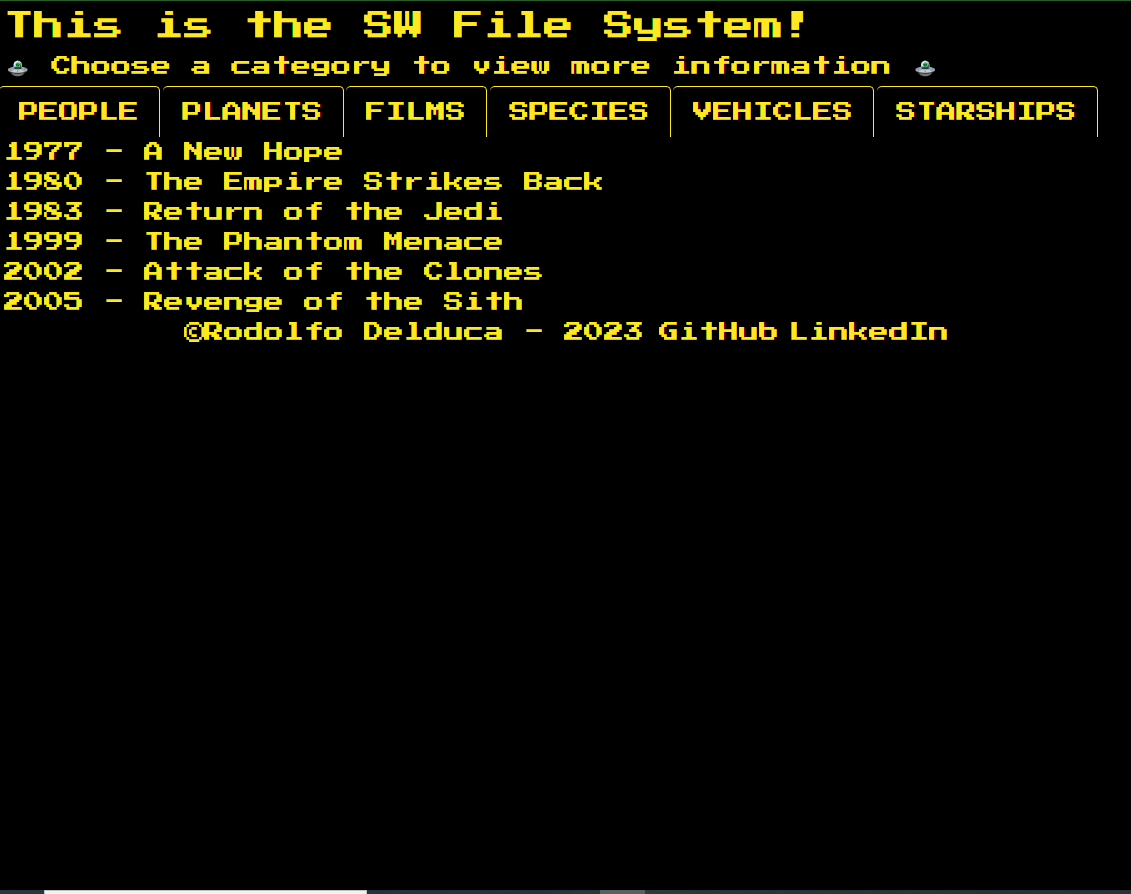 This is the SW File System!
🛸 Choose a category to view more information 🛸
PEOPLE PLANETS FILMS SPECIES VEHICLES STARSHIPS
1977 - A New Hope
1980 - The Empire Strikes Back
1983 - Return of the Jedi
1999 - The Phantom Menace
2002 - Attack of the Clones
2005 - Revenge of the Sith
©Rodolfo Delduca - 2023 GitHub LinkedIn